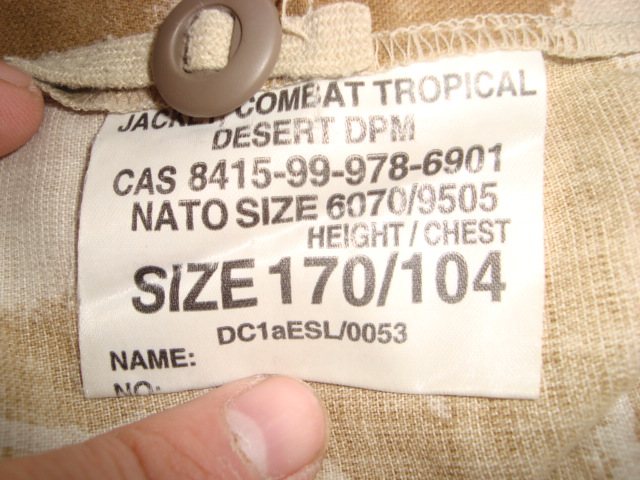 JACKET COMBAT TROPICAL
DESERT DPM
CAS 8415-99-978-6901
NATO SIZE 6070/9505
HEIGHT / CHEST
SIZE 170/104
DC1aESL/0053
NAME:
NO: